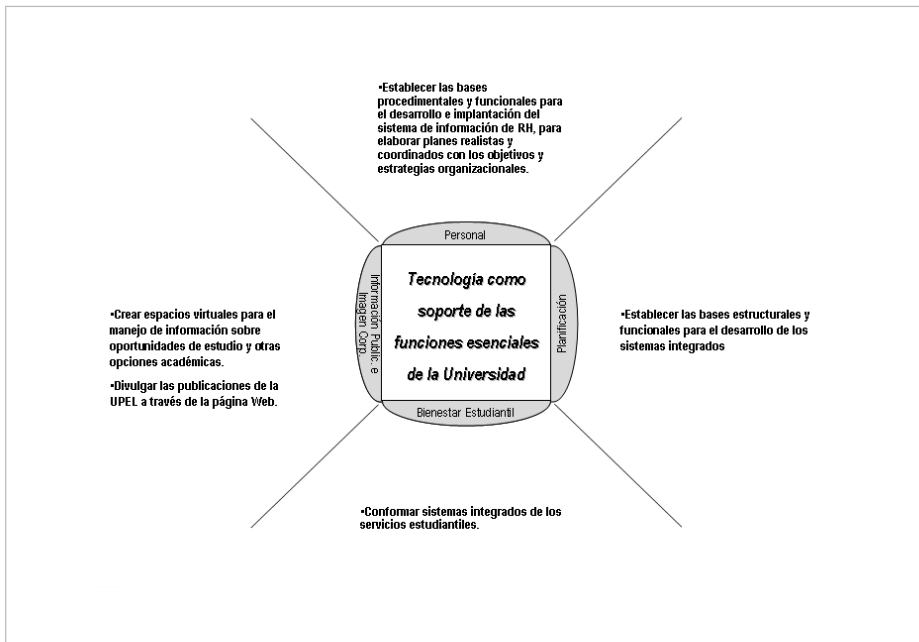 •Establecer las bases
procedimentales y funcionales para
el desarrollo e implantación del
sistema de información de RH, para
elaborar planes realistas y
coordinados con los objetivos y
estrategias organizacionales.
Personal
Información Public. e
Imagen Corp.
Tecnología como
soporte de las
funciones esenciales
de la Universidad
Planificación
Bienestar Estudiantil
•Crear espacios virtuales para el
manejo de información sobre
oportunidades de estudio y otras
opciones académicas.
•Divulgar las publicaciones de la
UPEL a través de la página Web.
•Establecer las bases estructurales y
funcionales para el desarrollo de los
sistemas integrados
•Conformar sistemas integrados de los
servicios estudiantiles.